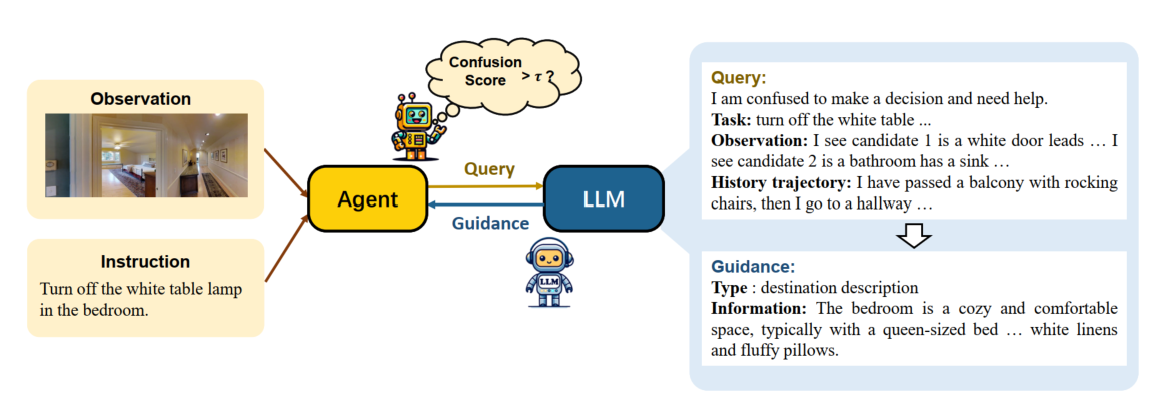 Confusion
Score > τ ?
Observation
Instruction
Turn off the white table lamp
in the bedroom.
Agent
Query
Guidance
LLM
LLM
Query:
I am confused to make a decision and need help.
Task: turn off the white table ...
Observation: I see candidate 1 is a white door leads … I
see candidate 2 is a bathroom has a sink …
History trajectory: I have passed a balcony with rocking
chairs, then I go to a hallway …
Guidance:
Type : destination description
Information: The bedroom is a cozy and comfortable
space, typically with a queen-sized bed … white linens
and fluffy pillows.